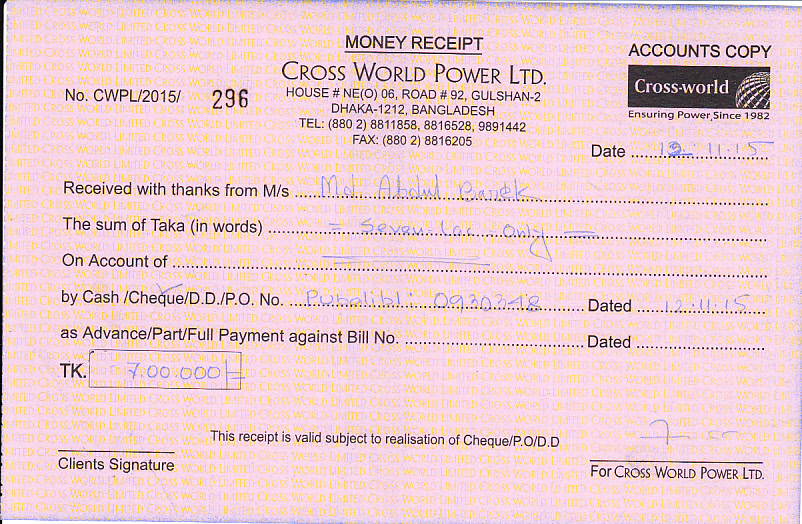 MONEY RECEIPT
ACCOUNTS COPY
CROSS WORLD POWER LTD.
Cross-world
No. CWPL/2015/ 296
HOUSE # NE(O) 06, ROAD # 92, GULSHAN-2
DHAKA-1212, BANGLADESH
Ensuring Power, Since 1982
TEL: (880 2) 8811858, 8816528, 9891442
FAX: (880 2) 8816205
Date 12.11.15
Received with thanks from M/s Md. Abdul Barek
The sum of Taka (in words) = Seven lac only
On Account of
by Cash /Cheque/D.D./P.O. No. Pubalibli 0930348 Dated 12.11.15
as Advance/Part/Full Payment against Bill No. Dated
TK. 7.00.000/=
This receipt is valid subject to realisation of Cheque/P.O/D.D
Clients Signature
For CROSS WORLD POWER LTD.